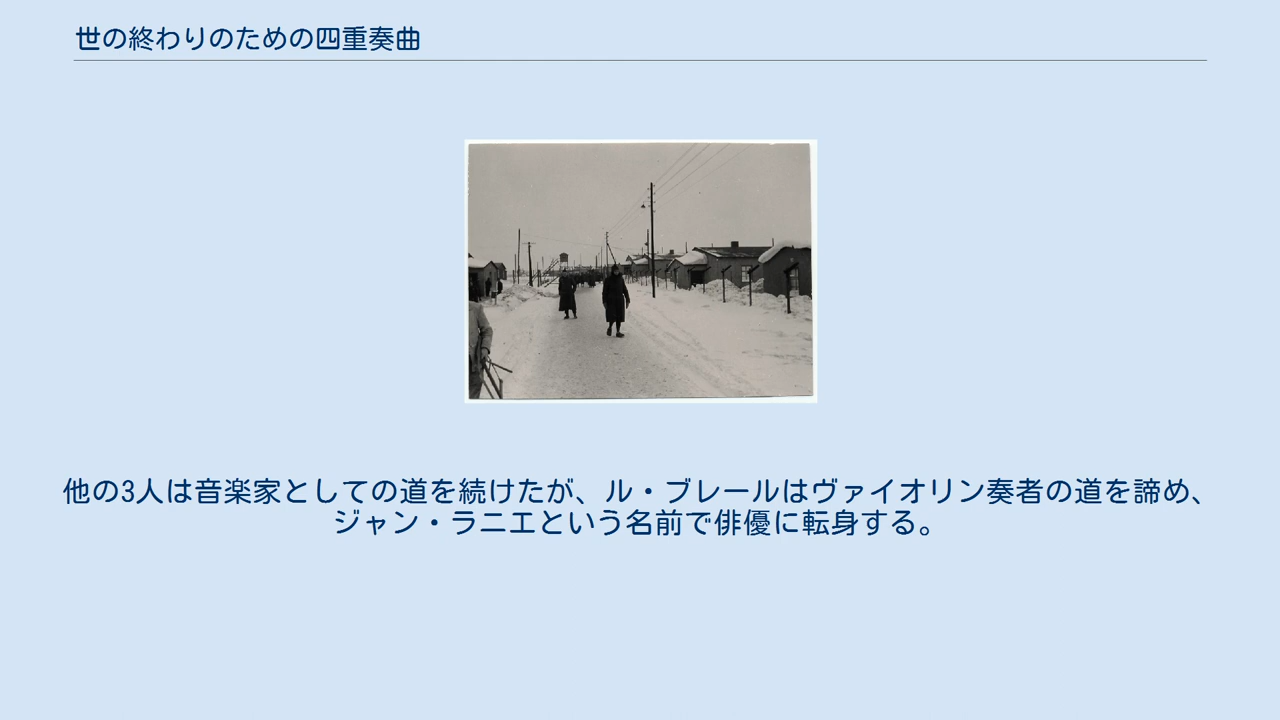 世の終わりのための四重奏曲
他の3人は音楽家としての道を続けたが、ル・ブレールはヴァイオリン奏者の道を諦め、
ジャン・ラニエという名前で俳優に転身する。